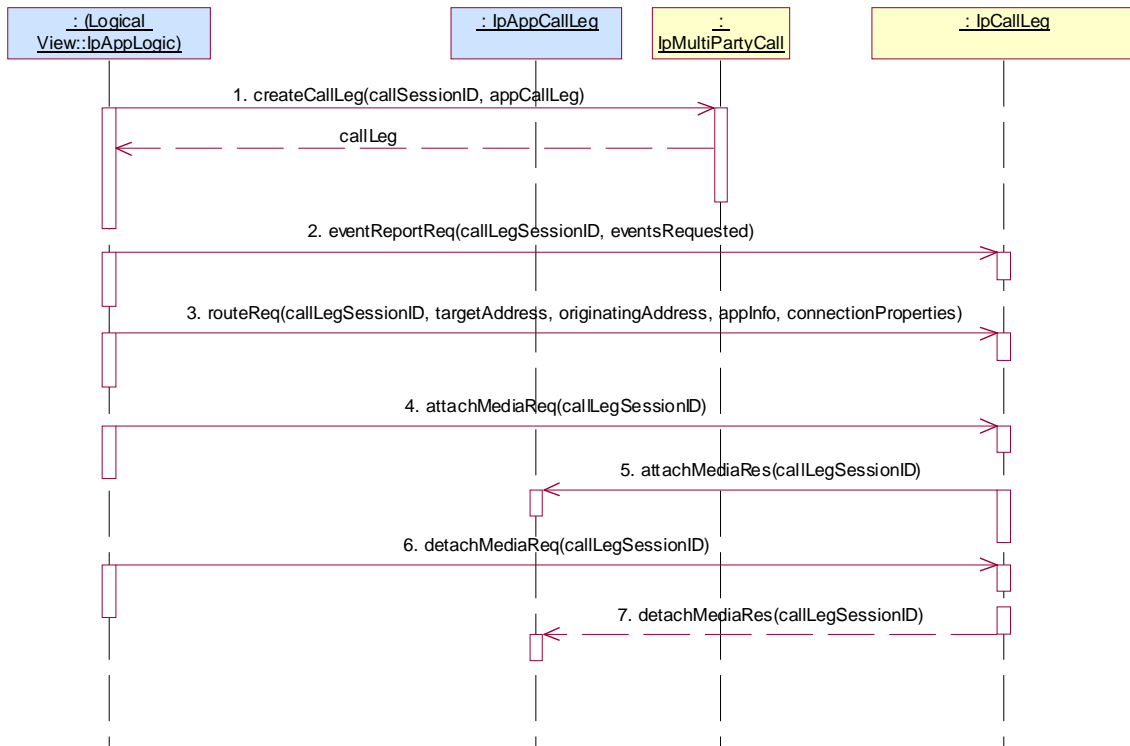 : (Logical
View::IpAppLogic)
: IpAppCallLeg
:
IpMultiPartyCall
: IpCallLeg
1. createCallLeg(callSessionID, appCallLeg)
callLeg
2. eventReportReq(callLegSessionID, eventsRequested)
3. routeReq(callLegSessionID, targetAddress, originatingAddress, appInfo, connectionProperties)
4. attachMediaReq(callLegSessionID)
5. attachMediaRes(callLegSessionID)
6. detachMediaReq(callLegSessionID)
7. detachMediaRes(callLegSessionID)